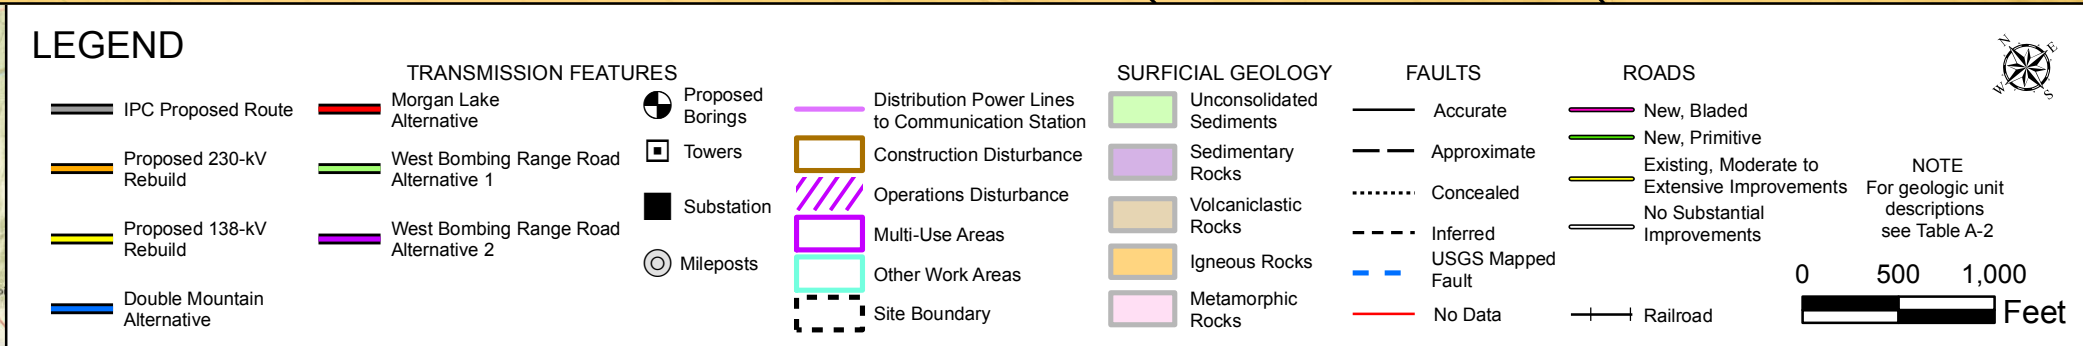 LEGEND
TRANSMISSION FEATURES
IPC Proposed Route
Proposed 230-kV
Rebuild
Proposed 138-kV
Rebuild
Double Mountain
Alternative
Morgan Lake
Alternative
West Bombing Range Road
Alternative 1
West Bombing Range Road
Alternative 2
Proposed
Borings
Towers
Substation
Mileposts
Distribution Power Lines
to Communication Station
Construction Disturbance
Operations Disturbance
Multi-Use Areas
Other Work Areas
Site Boundary
SURFICIAL GEOLOGY
Unconsolidated
Sediments
Sedimentary
Rocks
Volcaniclastic
Rocks
Igneous Rocks
Metamorphic
Rocks
FAULTS
Accurate
Approximate
Concealed
Inferred
USGS Mapped
Fault
No Data
ROADS
New, Bladed
New, Primitive
Existing, Moderate to
Extensive Improvements
No Substantial
Improvements
Railroad
N
E
W
S
NOTE
For geologic unit
descriptions
see Table A-2
0 500 1,000
Feet